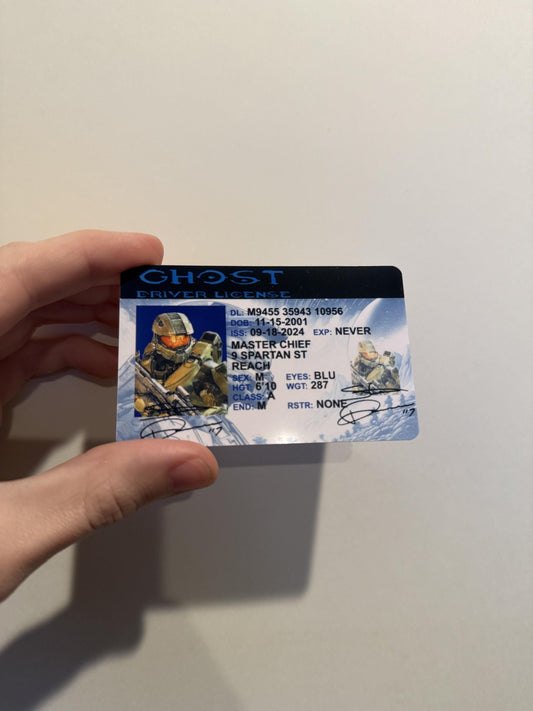 GHOST
DRIVER LICENSE
DL: M9455 35943 10956
DOB: 11-15-2001
ISS: 09-18-2024 EXP: NEVER
MASTER CHIEF
9 SPARTAN ST
REACH
SEX: M EYES: BLU
HGT: 6'10 WGT: 287
CLASS: A
END: M RSTR: NONE